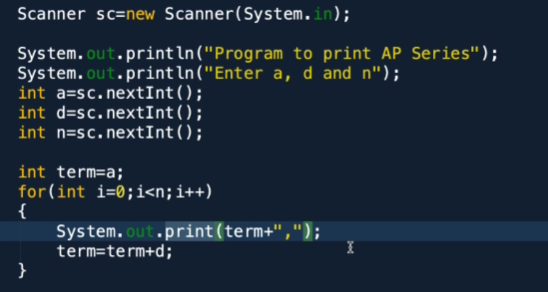 Scanner sc=new Scanner(System.in);

System.out.println("Program to print AP Series");
System.out.println("Enter a, d and n");
int a=sc.nextInt();
int d=sc.nextInt();
int n=sc.nextInt();

int term=a;
for(int i=0;i<n;i++)
{
    System.out.print(term+",");
    term=term+d;
}